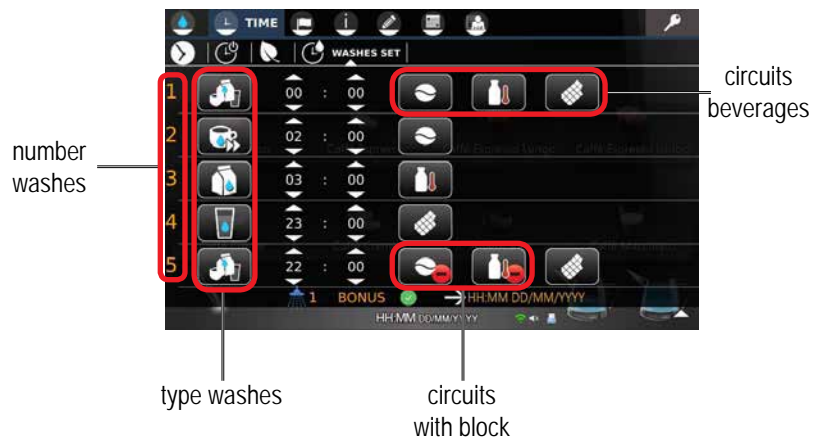 TIME
WASHES SET
1 00 : 00
2 02 : 00
3 03 : 00
4 23 : 00
5 22 : 00
1 BONUS HH:MM DD/MM/YYYY
HH:MM DD/MM/YYYY
circuits
beverages
number
washes
type washes
circuits
with block